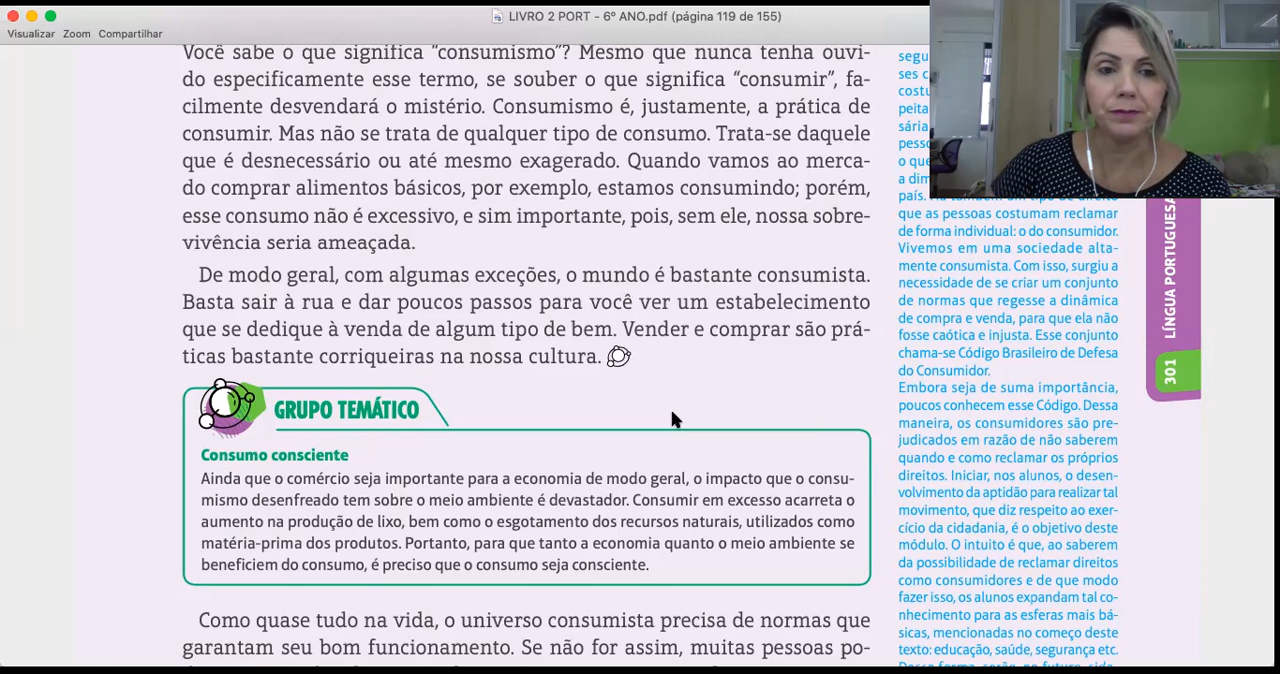 LIVRO 2 PORT - 6º ANO.pdf (página 119 de 155)
Visualizar Zoom Compartilhar
Você sabe o que significa “consumismo”? Mesmo que nunca tenha ouvi-
do especificamente esse termo, se souber o que significa “consumir”, fa-
cilmente desvendará o mistério. Consumismo é, justamente, a prática de
consumir. Mas não se trata de qualquer tipo de consumo. Trata-se daquele
que é desnecessário ou até mesmo exagerado. Quando vamos ao merca-
do comprar alimentos básicos, por exemplo, estamos consumindo; porém,
esse consumo não é excessivo, e sim importante, pois, sem ele, nossa sobre-
vivência seria ameaçada.
De modo geral, com algumas exceções, o mundo é bastante consumista.
Basta sair à rua e dar poucos passos para você ver um estabelecimento
que se dedique à venda de algum tipo de bem. Vender e comprar são prá-
ticas bastante corriqueiras na nossa cultura.
GRUPO TEMÁTICO
Consumo consciente
Ainda que o comércio seja importante para a economia de modo geral, o impacto que o consu-
mismo desenfreado tem sobre o meio ambiente é devastador. Consumir em excesso acarreta o
aumento na produção de lixo, bem como o esgotamento dos recursos naturais, utilizados como
matéria-prima dos produtos. Portanto, para que tanto a economia quanto o meio ambiente se
beneficiem do consumo, é preciso que o consumo seja consciente.
Como quase tudo na vida, o universo consumista precisa de normas que
garantam seu bom funcionamento. Se não for assim, muitas pessoas po-
país.
que as pessoas costumam reclamar
de forma individual: o do consumidor.
Vivemos em uma sociedade alta-
mente consumista. Com isso, surgiu a
necessidade de se criar um conjunto
de normas que regesse a dinâmica
de compra e venda, para que ela não
fosse caótica e injusta. Esse conjunto
chama-se Código Brasileiro de Defesa
do Consumidor.
Embora seja de suma importância,
poucos conhecem esse Código. Dessa
maneira, os consumidores são pre-
judicados em razão de não saberem
quando e como reclamar os próprios
direitos. Iniciar, nos alunos, o desen-
volvimento da aptidão para realizar tal
movimento, que diz respeito ao exer-
cício da cidadania, é o objetivo deste
módulo. O intuito é que, ao saberem
da possibilidade de reclamar direitos
como consumidores e de que modo
fazer isso, os alunos expandam tal co-
nhecimento para as esferas mais bá-
sicas, mencionadas no começo deste
texto: educação, saúde, segurança etc.
LÍNGUA PORTUGUESA
301